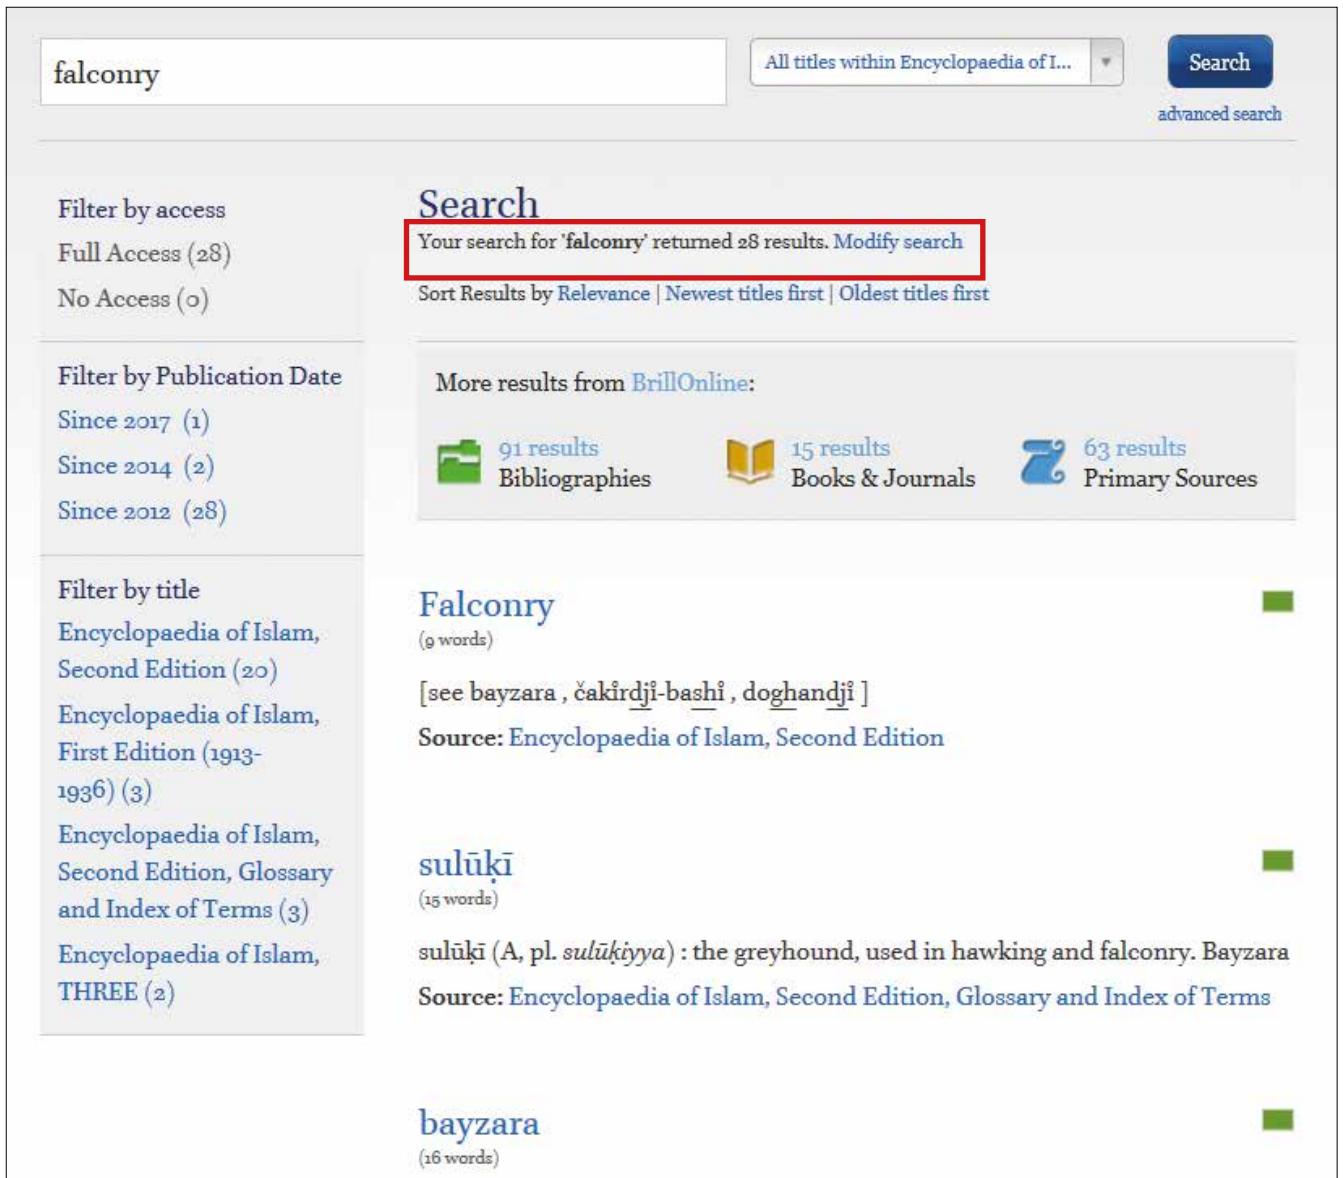 falconry
All titles within Encyclopaedia of I...
Search
advanced search
Filter by access
Full Access (28)
No Access (0)
Filter by Publication Date
Since 2017 (1)
Since 2014 (2)
Since 2012 (28)
Filter by title
Encyclopaedia of Islam,
Second Edition (20)
Encyclopaedia of Islam,
First Edition (1913-
1936) (3)
Encyclopaedia of Islam,
Second Edition, Glossary
and Index of Terms (3)
Encyclopaedia of Islam,
THREE (2)
Search
Your search for 'falconry' returned 28 results. Modify search
Sort Results by Relevance | Newest titles first | Oldest titles first
More results from BrillOnline:
91 results
Bibliographies
15 results
Books & Journals
63 results
Primary Sources
Falconry
(9 words)
[see bayzara , čakîrdjî-bashî , doghandjî ]
Source: Encyclopaedia of Islam, Second Edition
sulūḳī
(15 words)
sulūḳī (A, pl. sulūḳiyya) : the greyhound, used in hawking and falconry. Bayzara
Source: Encyclopaedia of Islam, Second Edition, Glossary and Index of Terms
bayzara
(16 words)